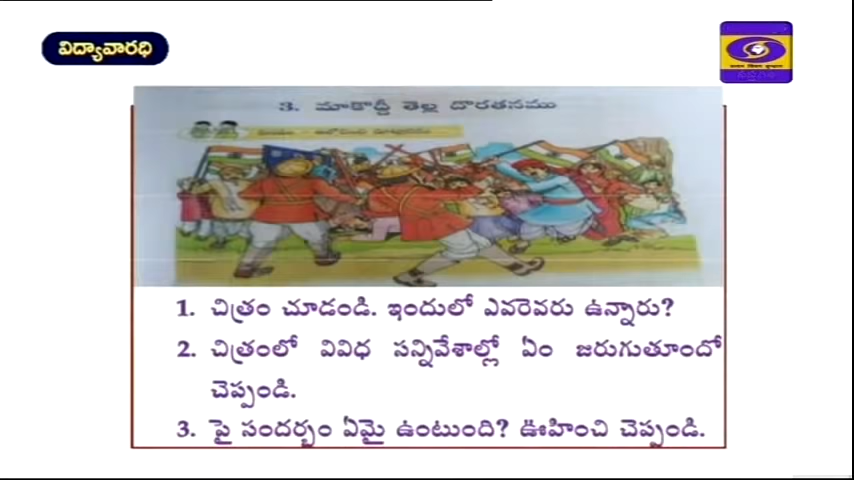 విద్యావారధి
3. మాకొద్దీ తెల్ల దొరతనము
1. చిత్రం చూడండి. ఇందులో ఎవరెవరు ఉన్నారు?
2. చిత్రంలో వివిధ సన్నివేశాల్లో ఏం జరుగుతూందో
చెప్పండి.
3. పై సందర్భం ఏమై ఉంటుంది? ఊహించి చెప్పండి.